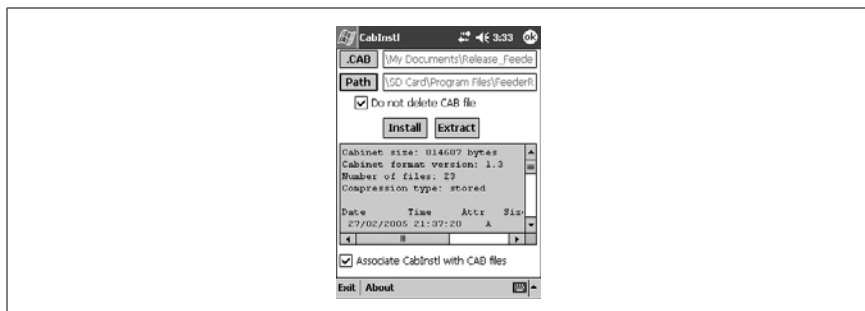 CabInstl 3:33 ok
.CAB \My Documents\Release_Feede
Path \SD Card\Program Files\FeederR
Do not delete CAB file
Install Extract
Cabinet size: 814687 bytes
Cabinet format version: 1.3
Number of files: 23
Compression type: stored
Date Time Attr Siz
27/02/2005 21:37:20 A
Associate CabInstl with CAB files
Exit About